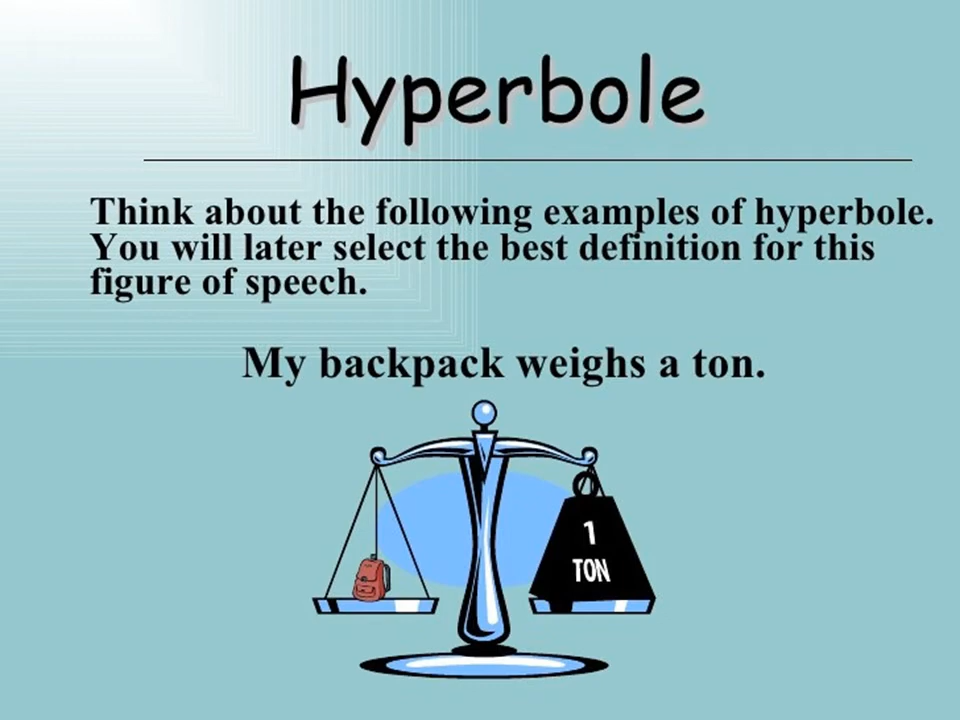 Hyperbole
Think about the following examples of hyperbole.
You will later select the best definition for this
figure of speech.
My backpack weighs a ton.
1
TON